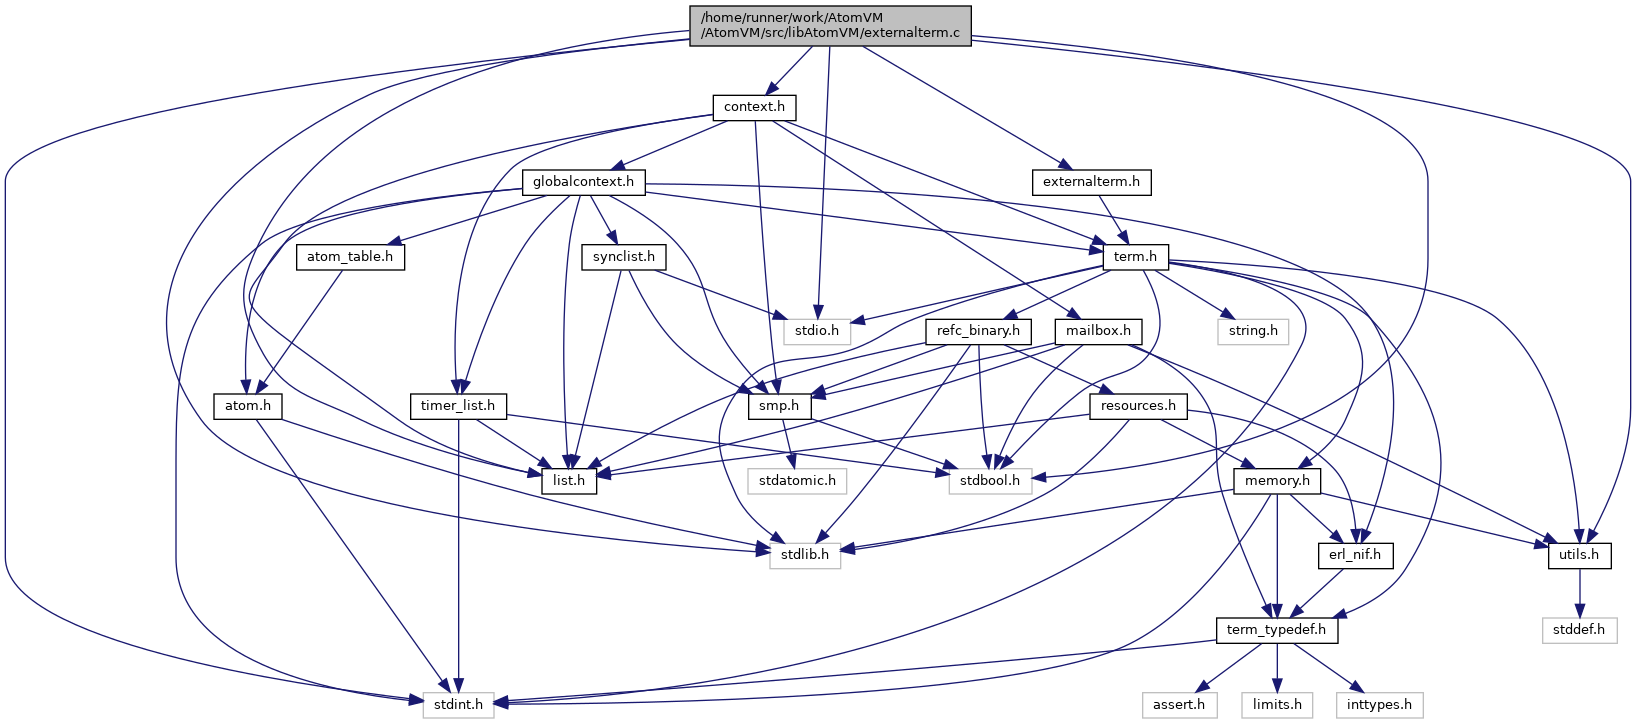 /home/runner/work/AtomVM
/AtomVM/src/libAtomVM/externalterm.c
context.h
globalcontext.h
externalterm.h
atom_table.h
synclist.h
term.h
stdio.h
refc_binary.h
mailbox.h
string.h
atom.h
timer_list.h
smp.h
resources.h
list.h
stdatomic.h
stdbool.h
memory.h
stdlib.h
erl_nif.h
utils.h
term_typedef.h
stddef.h
stdint.h
assert.h
limits.h
inttypes.h